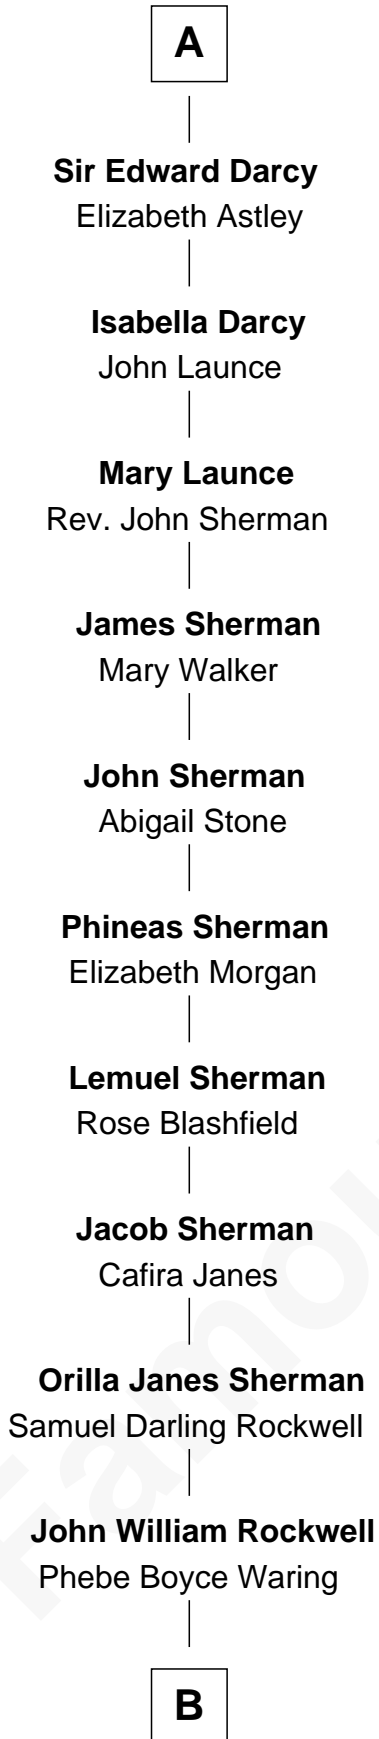 A
Sir Edward Darcy
Elizabeth Astley
Isabella Darcy
John Launce
Mary Launce
Rev. John Sherman
James Sherman
Mary Walker
John Sherman
Abigail Stone
Phineas Sherman
Elizabeth Morgan
Lemuel Sherman
Rose Blashfield
Jacob Sherman
Cafira Janes
Orilla Janes Sherman
Samuel Darling Rockwell
John William Rockwell
Phebe Boyce Waring
B